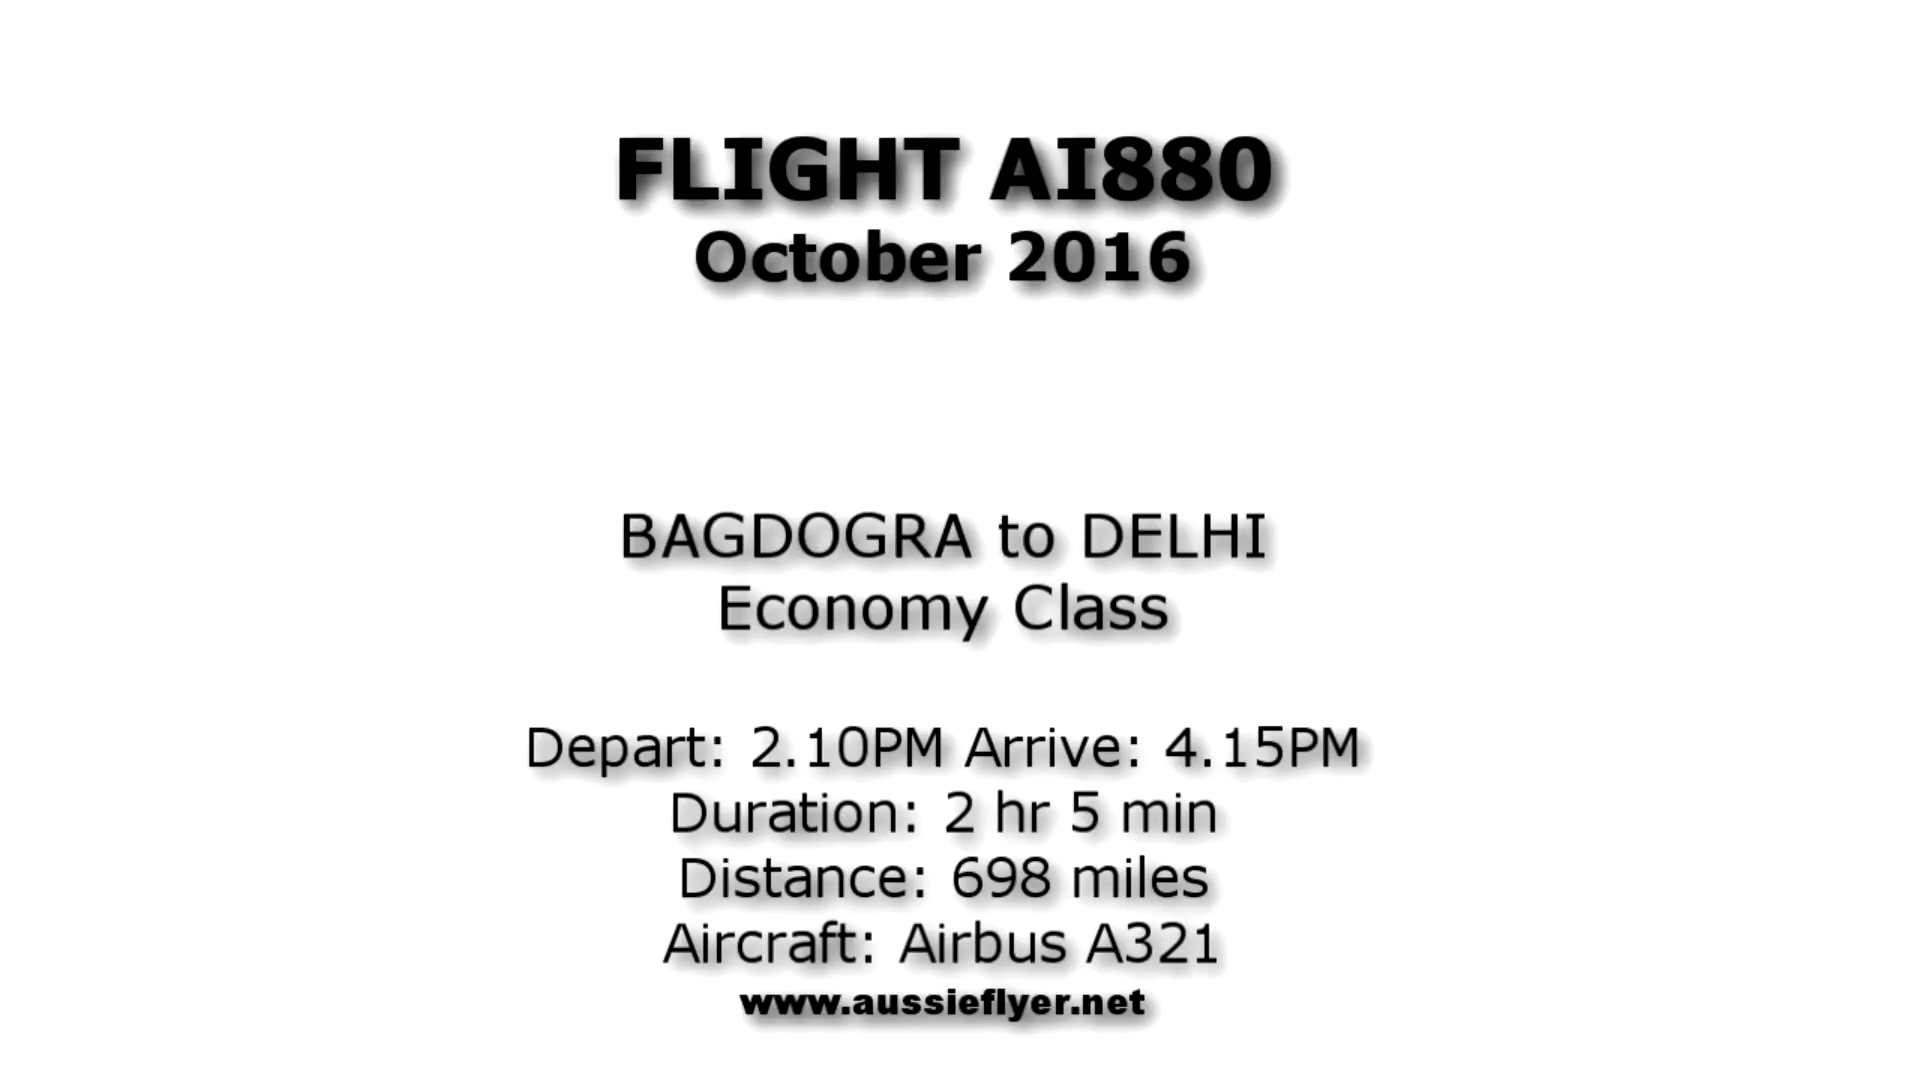 FLIGHT AI880
October 2016
BAGDOGRA to DELHI
Economy Class
Depart: 2.10PM Arrive: 4.15PM
Duration: 2 hr 5 min
Distance: 698 miles
Aircraft: Airbus A321
www.aussieflyer.net